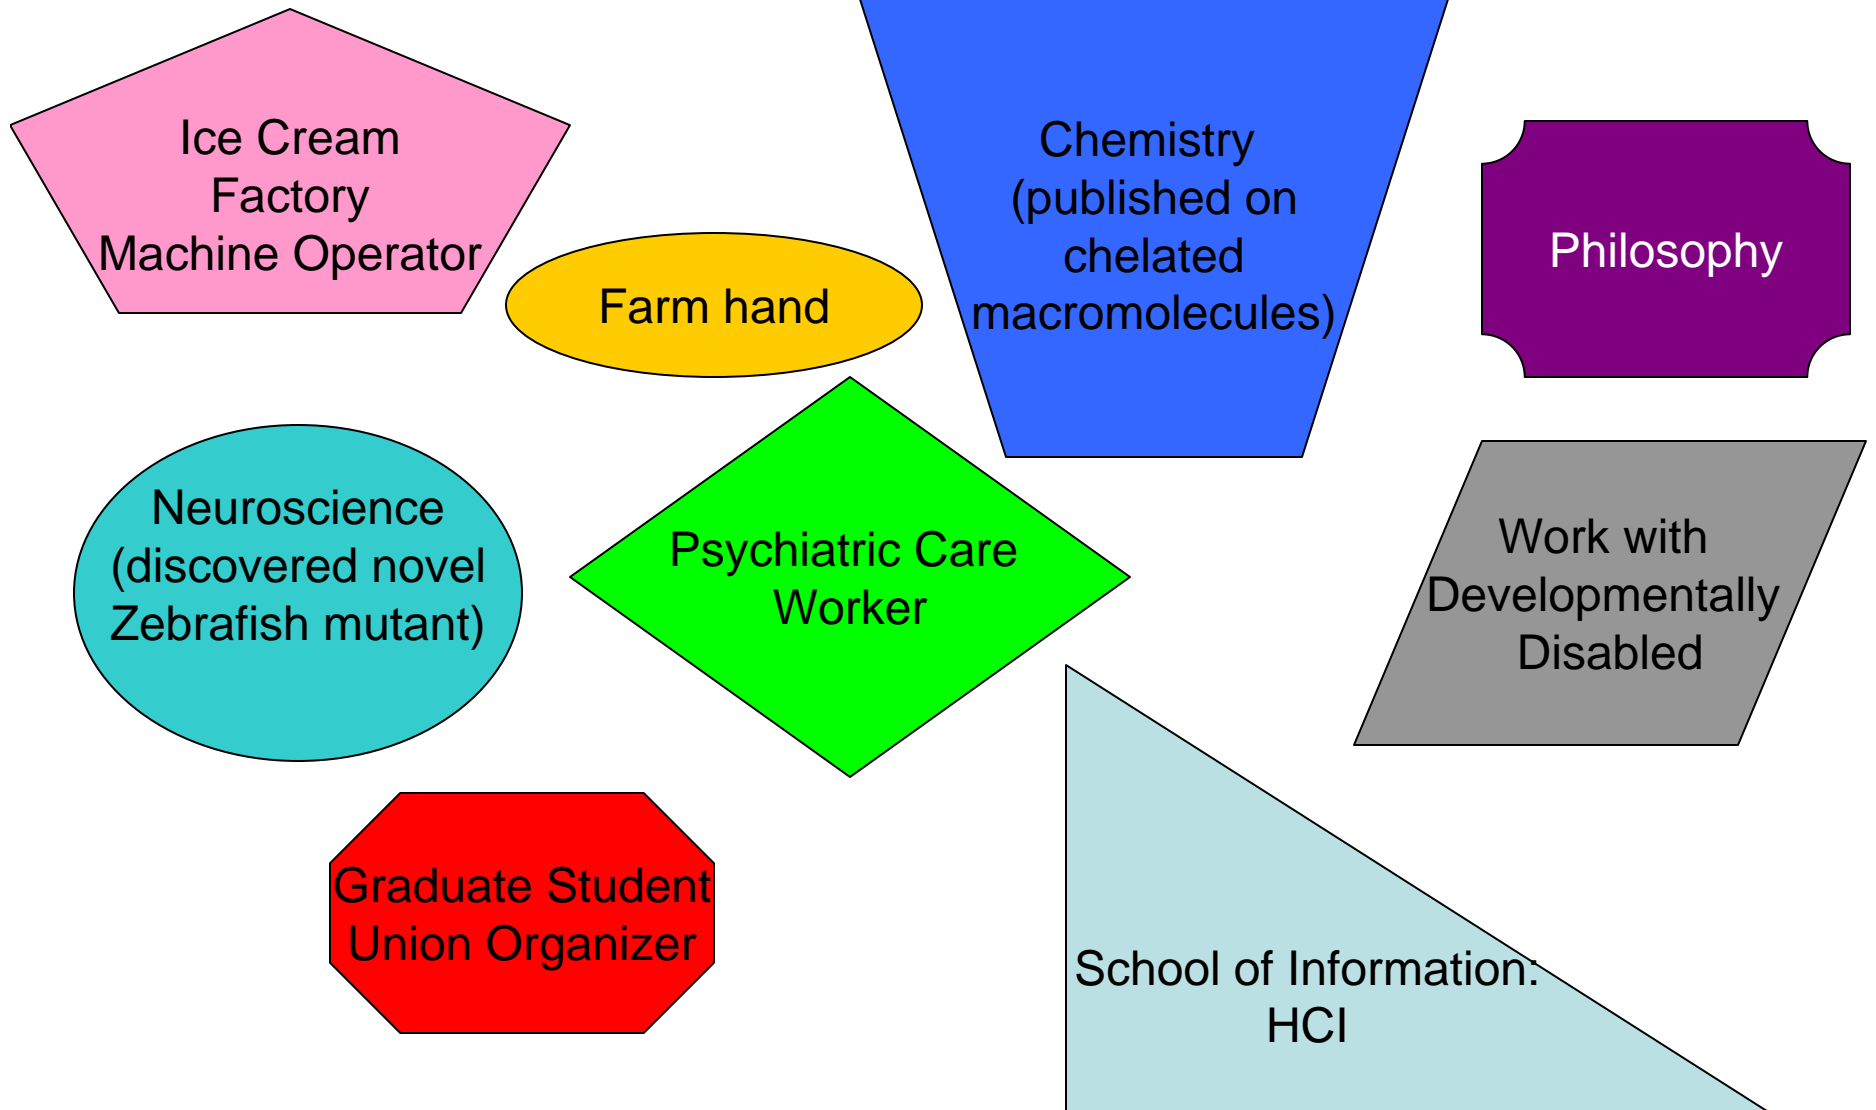 Ice Cream
Factory
Machine Operator
Farm hand
Chemistry
(published on
chelated
macromolecules)
Philosophy
Neuroscience
(discovered novel
Zebrafish mutant)
Psychiatric Care
Worker
Work with
Developmentally
Disabled
Graduate Student
Union Organizer
School of Information:
HCI